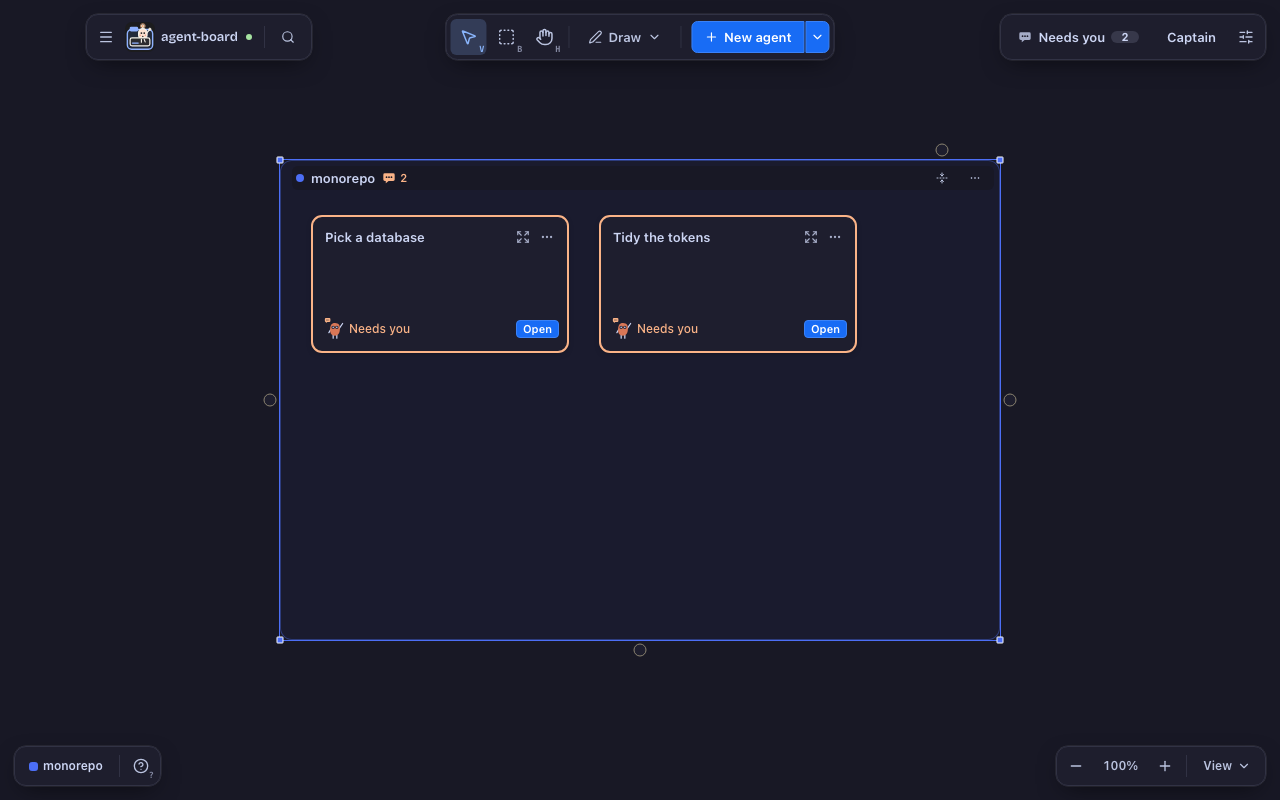 agent-board
V
B
H
Draw
New agent
Needs you 2
Captain
monorepo 2
Pick a database
Needs you
Open
Tidy the tokens
Needs you
Open
monorepo
?
100%
View